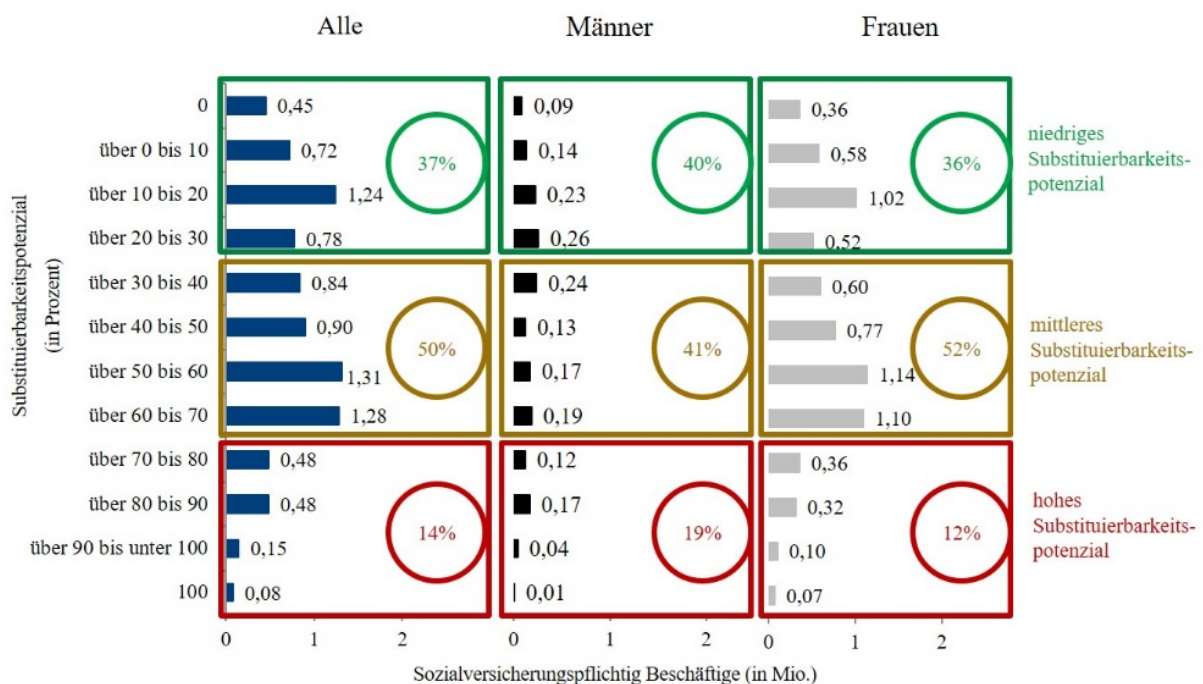 Alle Männer Frauen
Substituierbarkeitspotenzial
(in Prozent)
0 0,45 0,09 0,36
über 0 bis 10 0,72 0,14 0,58
37% 40% 36%
niedriges
Substituierbarkeits-
potenzial
über 10 bis 20 1,24 0,23 1,02
über 20 bis 30 0,78 0,26 0,52
über 30 bis 40 0,84 0,24 0,60
über 40 bis 50 0,90 0,13 0,77
50% 41% 52%
mittleres
Substituierbarkeits-
potenzial
über 50 bis 60 1,31 0,17 1,14
über 60 bis 70 1,28 0,19 1,10
über 70 bis 80 0,48 0,12 0,36
über 80 bis 90 0,48 0,17 0,32
14% 19% 12%
hohes
Substituierbarkeits-
potenzial
über 90 bis unter 100 0,15 0,04 0,10
100 0,08 0,01 0,07
0 1 2 0 1 2 0 1 2
Sozialversicherungspflichtig Beschäftige (in Mio.)